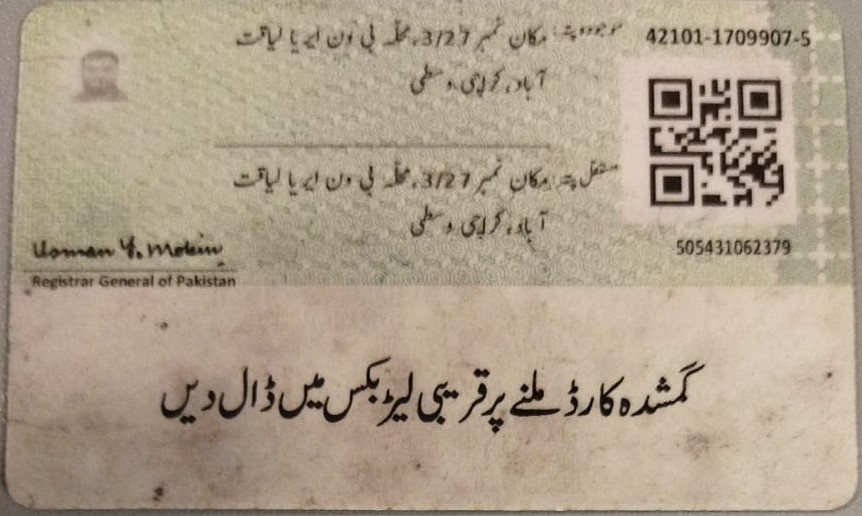 42101-1709907-5
موجودہ پتہ: مکان نمبر 3/27، محلہ بی ون ایریا لیاقت
آباد، کراچی وسطی
مستقل پتہ: مکان نمبر 3/27، محلہ بی ون ایریا لیاقت
آباد، کراچی وسطی
505431062379
Usman Y. Mobin
Registrar General of Pakistan
گمشدہ کارڈ ملنے پر قریبی لیٹر بکس میں ڈال دیں